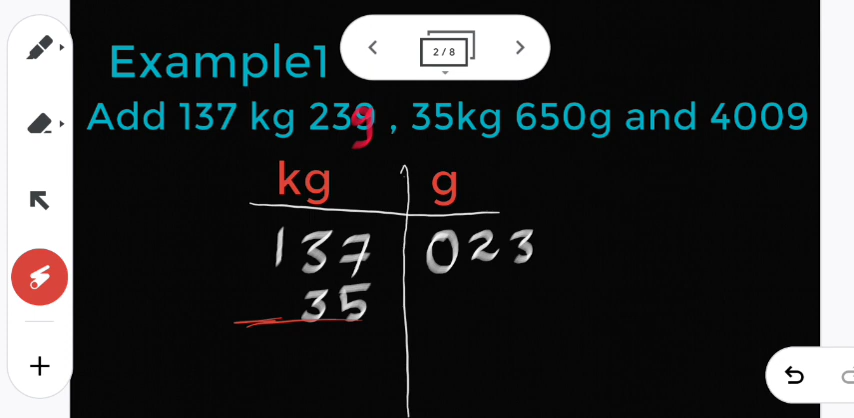 Example1
2 / 8
Add 137 kg 239 , 35kg 650g and 4009
kg g
137 023
35